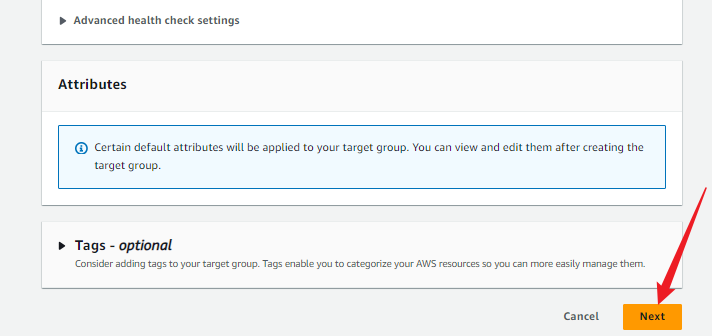 Advanced health check settings
Attributes
Certain default attributes will be applied to your target group. You can view and edit them after creating the
target group.
Tags - optional
Consider adding tags to your target group. Tags enable you to categorize your AWS resources so you can more easily manage them.
Cancel
Next